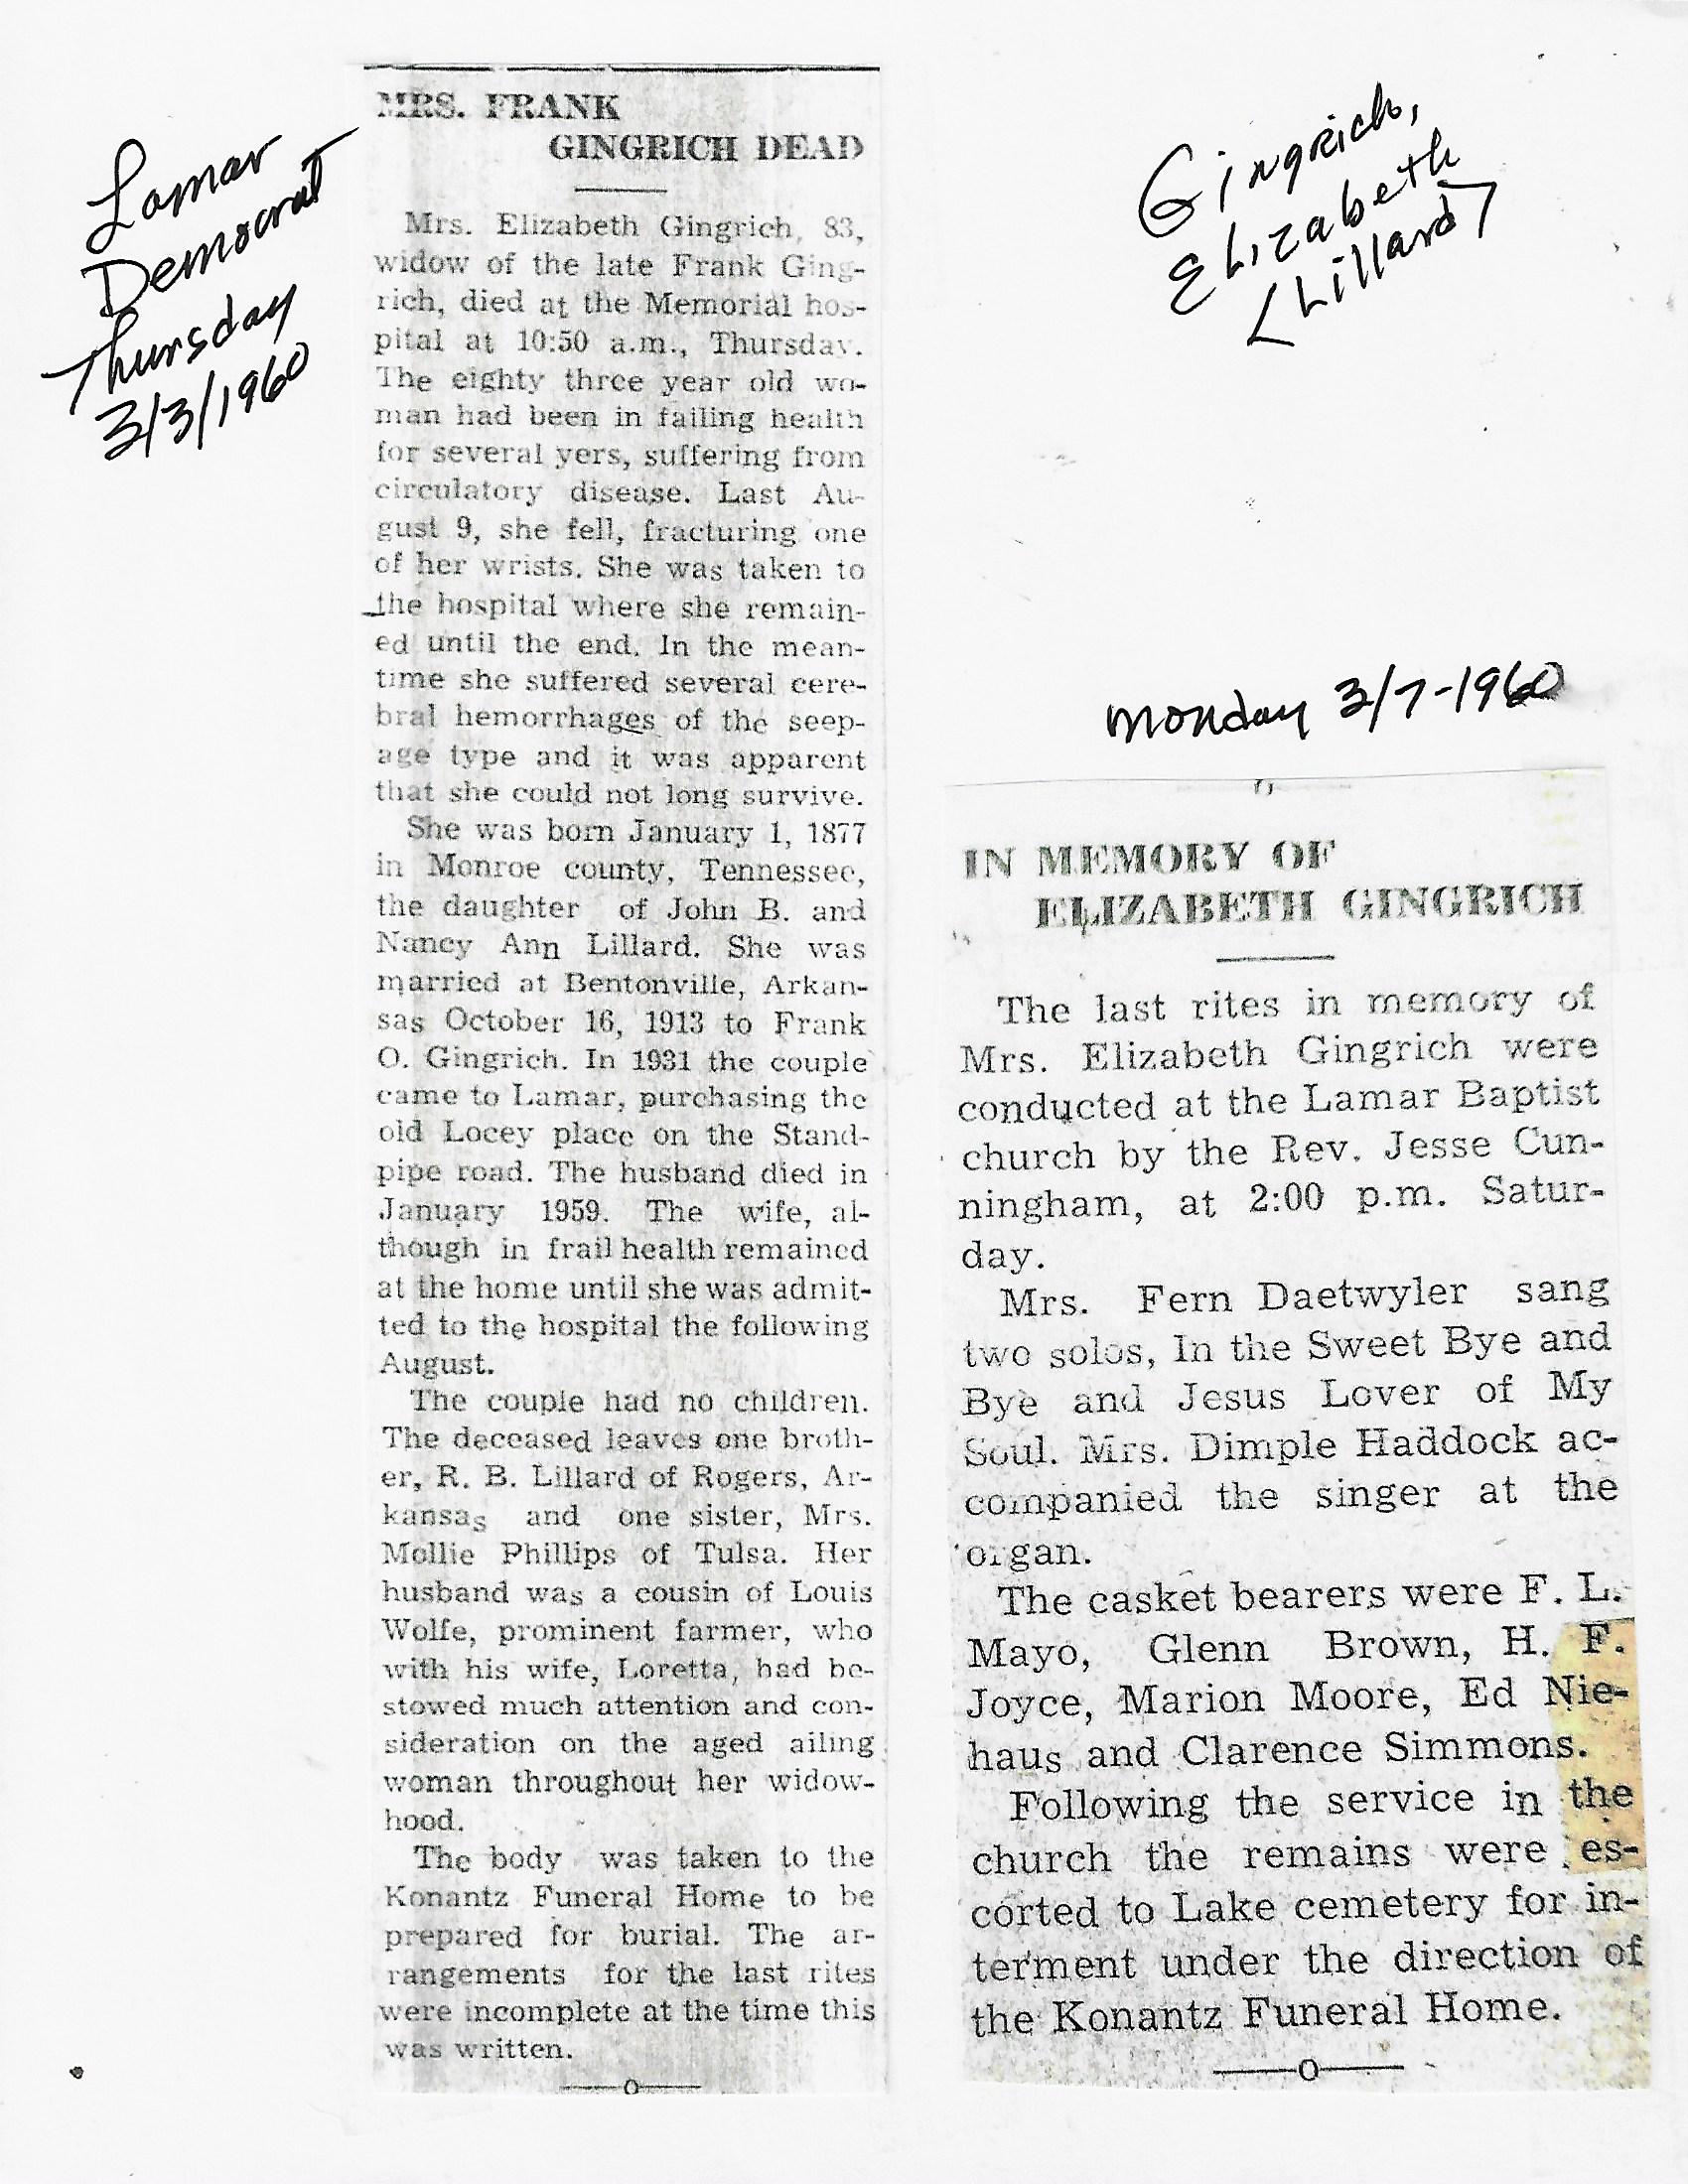 Lamar
Democrat
Thursday
3/3/1960
MRS. FRANK
GINGRICH DEAD
Mrs. Elizabeth Gingrich, 83,
widow of the late Frank Ging-
rich, died at the Memorial hos-
pital at 10:50 a.m., Thursday.
The eighty three year old wo-
man had been in failing health
for several yers, suffering from
circulatory disease. Last Au-
gust 9, she fell, fracturing one
of her wrists. She was taken to
the hospital where she remain-
ed until the end. In the mean-
time she suffered several cere-
bral hemorrhages of the seep-
age type and it was apparent
that she could not long survive.
She was born January 1, 1877
in Monroe county, Tennessee,
the daughter of John B. and
Nancy Ann Lillard. She was
married at Bentonville, Arkan-
sas October 16, 1913 to Frank
O. Gingrich. In 1931 the couple
came to Lamar, purchasing the
old Locey place on the Stand-
pipe road. The husband died in
January 1959. The wife, al-
though in frail health remained
at the home until she was admit-
ted to the hospital the following
August.
The couple had no children.
The deceased leaves one broth-
er, R. B. Lillard of Rogers, Ar-
kansas and one sister, Mrs.
Mollie Phillips of Tulsa. Her
husband was a cousin of Louis
Wolfe, prominent farmer, who
with his wife, Loretta, had be-
stowed much attention and con-
sideration on the aged ailing
woman throughout her widow-
hood.
The body was taken to the
Konantz Funeral Home to be
prepared for burial. The ar-
rangements for the last rites
were incomplete at the time this
was written.
Gingrich,
Elizabeth
<Lillard>
Monday 3/7-1960
IN MEMORY OF
ELIZABETH GINGRICH
The last rites in memory of
Mrs. Elizabeth Gingrich were
conducted at the Lamar Baptist
church by the Rev. Jesse Cun-
ningham, at 2:00 p.m. Satur-
day.
Mrs. Fern Daetwyler sang
two solos, In the Sweet Bye and
Bye and Jesus Lover of My
Soul. Mrs. Dimple Haddock ac-
companied the singer at the
organ.
The casket bearers were F. L.
Mayo, Glenn Brown, H. F.
Joyce, Marion Moore, Ed Nie-
haus and Clarence Simmons.
Following the service in the
church the remains were es-
corted to Lake cemetery for in-
terment under the direction of
the Konantz Funeral Home.